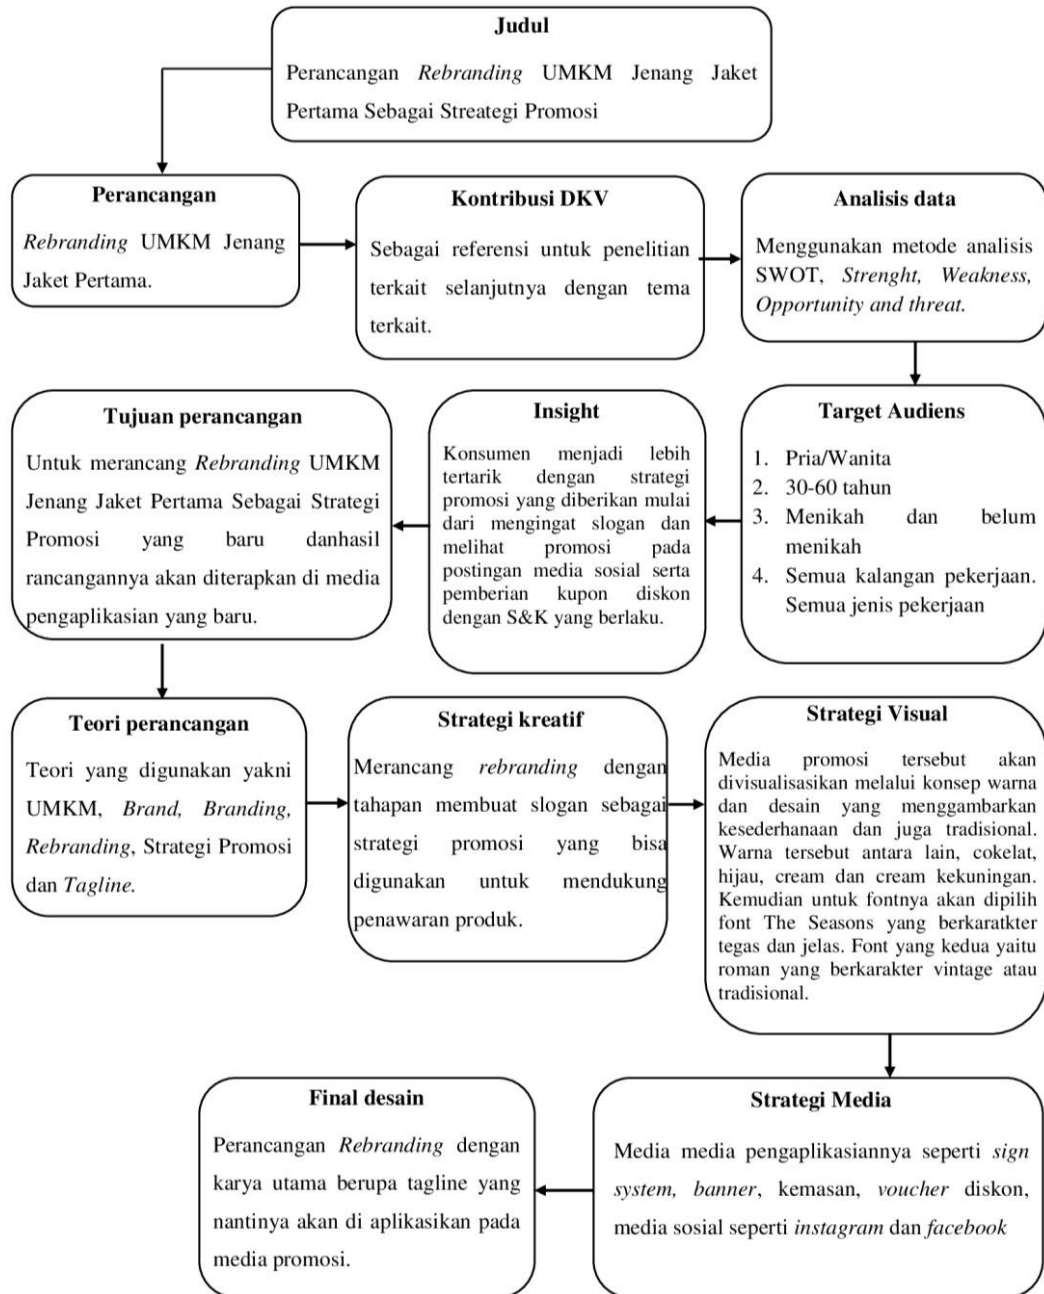 Judul
Perancangan Rebranding UMKM Jenang Jaket
Pertama Sebagai Streategi Promosi
Perancangan
Rebranding UMKM Jenang
Jaket Pertama.
Kontribusi DKV
Sebagai referensi untuk penelitian
terkait selanjutnya dengan tema
terkait.
Analisis data
Menggunakan metode analisis
SWOT, Strenght, Weakness,
Opportunity and threat.
Target Audiens
1. Pria/Wanita
2. 30-60 tahun
3. Menikah dan belum
menikah
4. Semua kalangan pekerjaan.
Semua jenis pekerjaan
Insight
Konsumen menjadi lebih
tertarik dengan strategi
promosi yang diberikan mulai
dari mengingat slogan dan
melihat promosi pada
postingan media sosial serta
pemberian kupon diskon
dengan S&K yang berlaku.
Tujuan perancangan
Untuk merancang Rebranding UMKM
Jenang Jaket Pertama Sebagai Strategi
Promosi yang baru danhasil
rancangannya akan diterapkan di media
pengaplikasian yang baru.
Teori perancangan
Teori yang digunakan yakni
UMKM, Brand, Branding,
Rebranding, Strategi Promosi
dan Tagline.
Strategi kreatif
Merancang rebranding dengan
tahapan membuat slogan sebagai
strategi promosi yang bisa
digunakan untuk mendukung
penawaran produk.
Strategi Visual
Media promosi tersebut akan
divisualisasikan melalui konsep warna
dan desain yang menggambarkan
kesederhanaan dan juga tradisional.
Warna tersebut antara lain, cokelat,
hijau, cream dan cream kekuningan.
Kemudian untuk fontnya akan dipilih
font The Seasons yang berkaratkter
tegas dan jelas. Font yang kedua yaitu
roman yang berkarakter vintage atau
tradisional.
Strategi Media
Media media pengaplikasiannya seperti sign
system, banner, kemasan, voucher diskon,
media sosial seperti instagram dan facebook
Final desain
Perancangan Rebranding dengan
karya utama berupa tagline yang
nantinya akan di aplikasikan pada
media promosi.